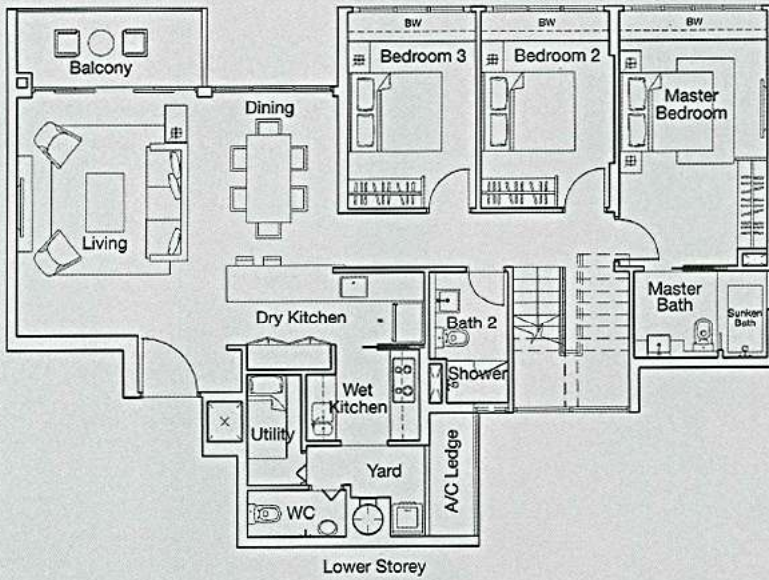 BW
BW
BW
Balcony
Bedroom 3
Bedroom 2
Master
Bedroom
Dining
Living
Dry Kitchen
Bath 2
Master
Bath
Sunken
Bath
Shower
Wet
Kitchen
Utility
Yard
A/C Ledge
WC
Lower Storey